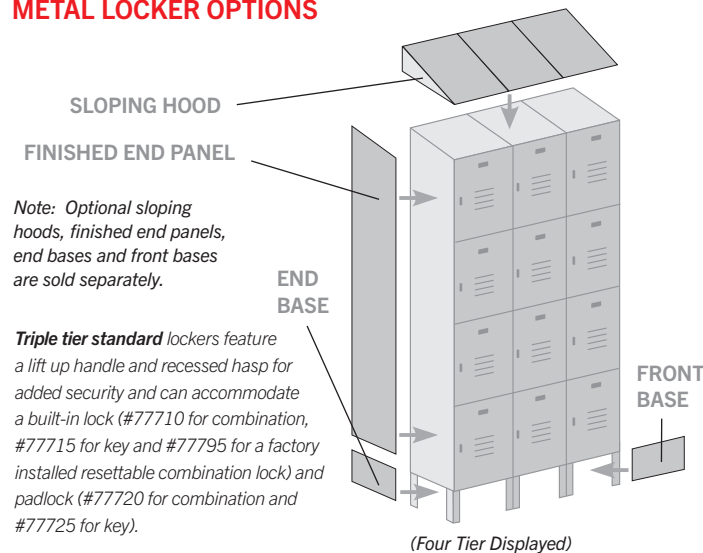 METAL LOCKER OPTIONS
SLOPING HOOD
FINISHED END PANEL
Note: Optional sloping
hoods, finished end panels,
end bases and front bases
are sold separately.
END
BASE
Triple tier standard lockers feature
a lift up handle and recessed hasp for
added security and can accommodate
a built-in lock (#77710 for combination,
#77715 for key and #77795 for a factory
installed resettable combination lock) and
padlock (#77720 for combination and
#77725 for key).
FRONT
BASE
(Four Tier Displayed)